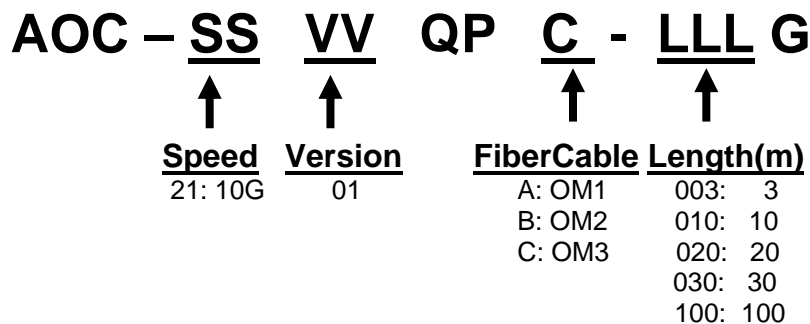 AOC – SS VV QP C - LLL G
Speed Version FiberCable Length(m)
21: 10G 01 A: OM1 003: 3
B: OM2 010: 10
C: OM3 020: 20
030: 30
100: 100